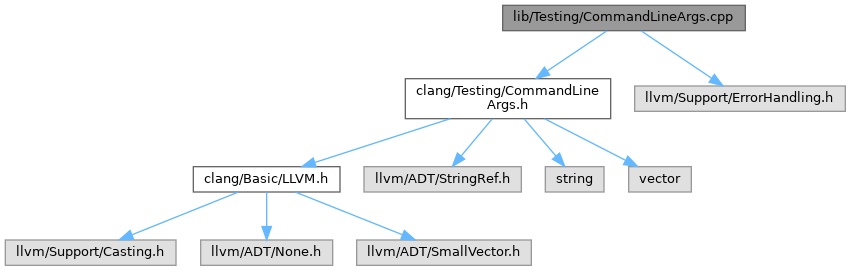 lib/Testing/CommandLineArgs.cpp
clang/Testing/CommandLine
Args.h
llvm/Support/ErrorHandling.h
clang/Basic/LLVM.h
llvm/ADT/StringRef.h
string
vector
llvm/Support/Casting.h
llvm/ADT/None.h
llvm/ADT/SmallVector.h